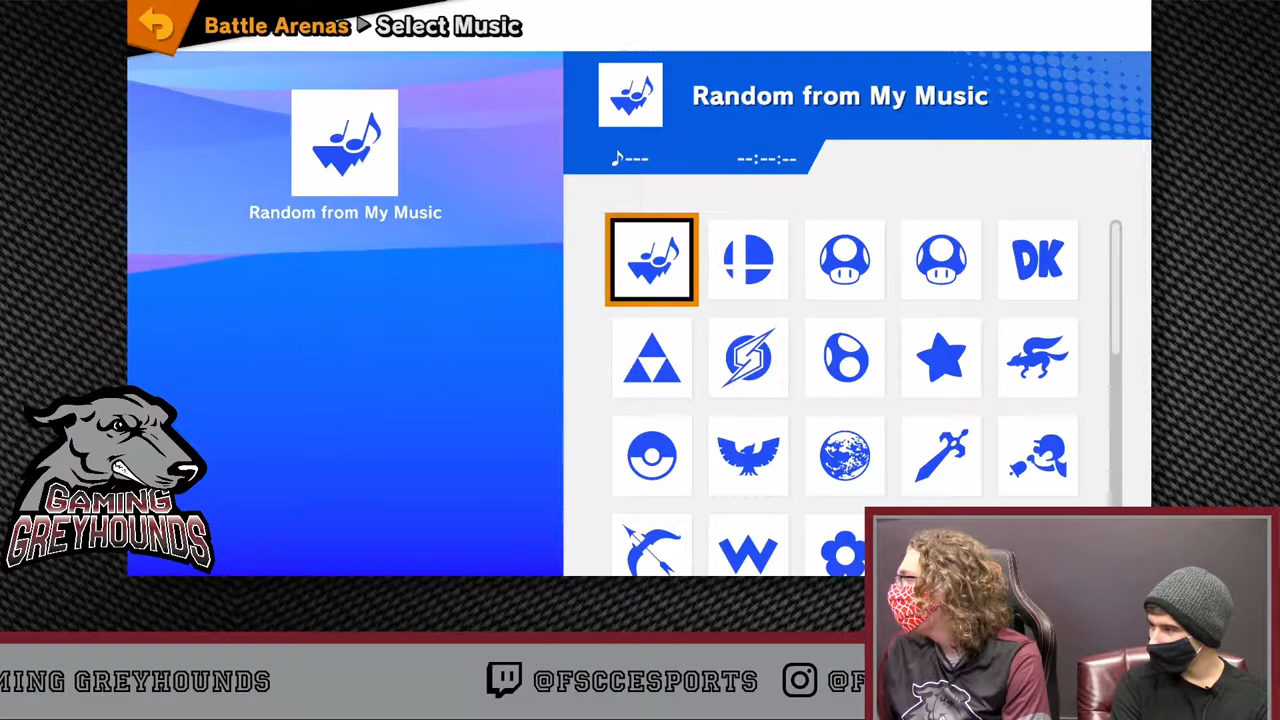 Battle Arenas ▶ Select Music
Random from My Music
♪--- --:--:--
Random from My Music
DK
W
GAMING
GREYHOUNDS
MING GREYHOUNDS @FSCCESPORTS @F